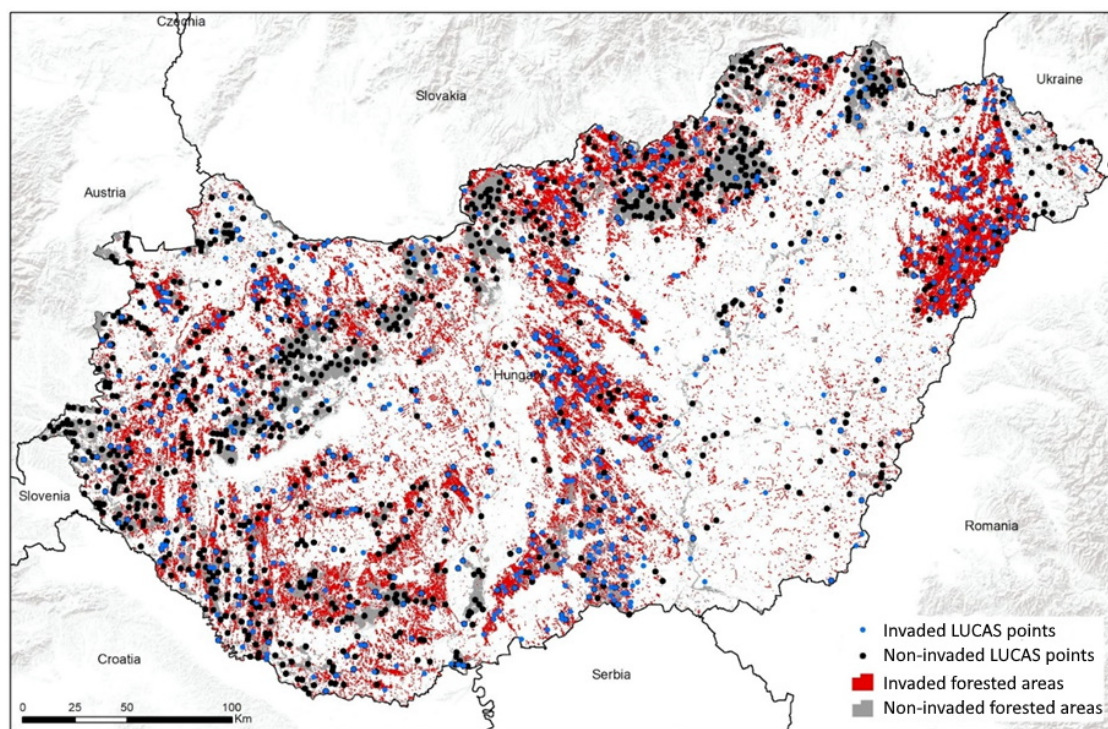 Czechia
Ukraine
Slovakia
Austria
Hungary
Slovenia
Romania
Croatia
Serbia
Invaded LUCAS points
Non-invaded LUCAS points
Invaded forested areas
Non-invaded forested areas
0 25 50 100
Km